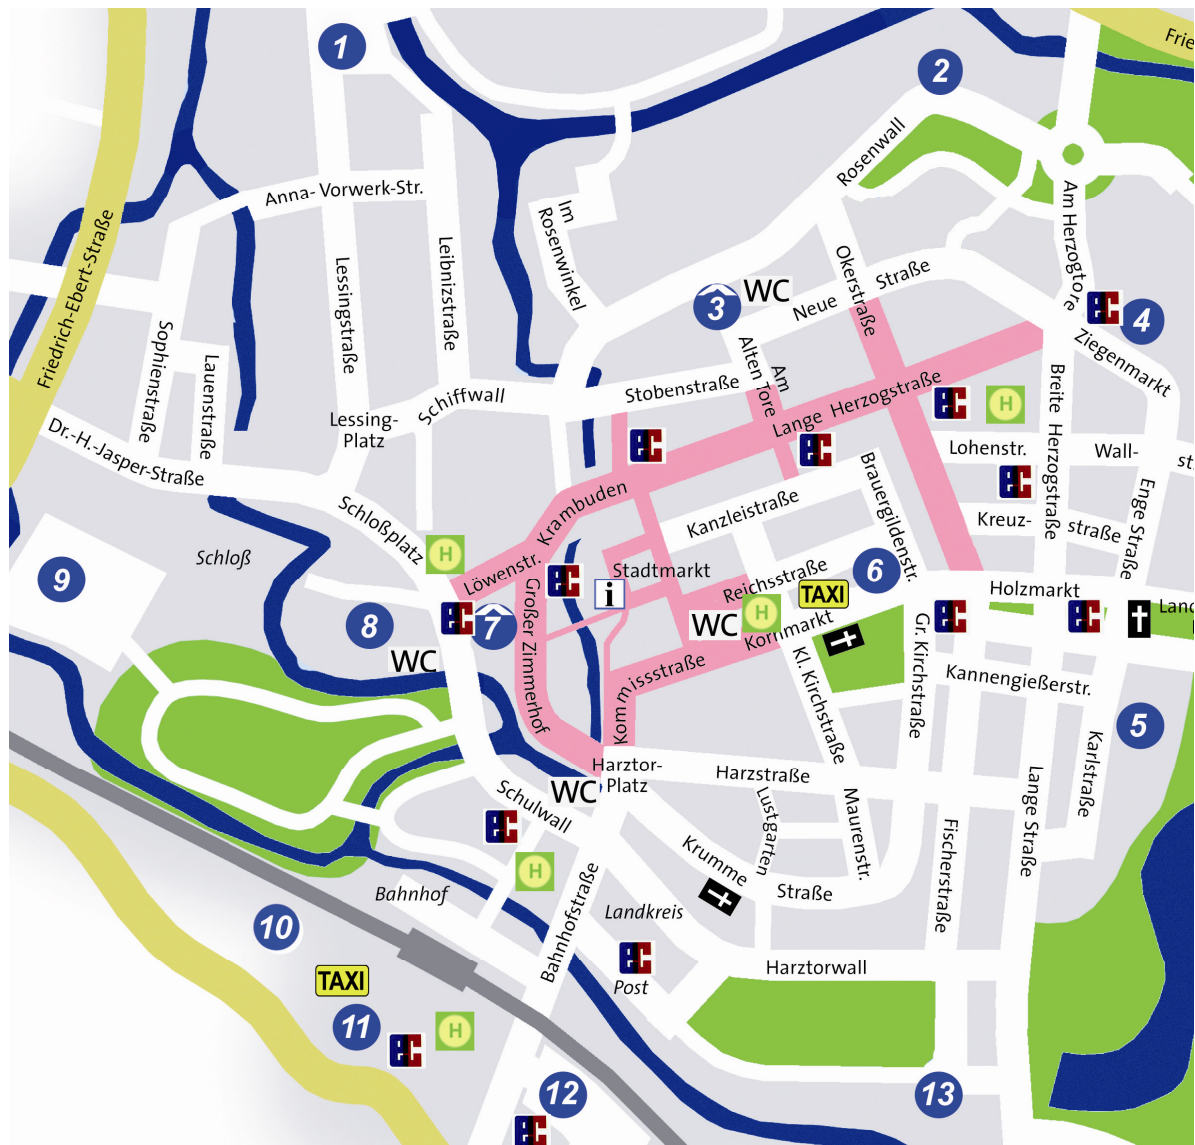 1
2
Frie
Rosenwall
Anna- Vorwerk-Str.
Im
Rosenwinkel
Am Herzogtore
Friedrich-Ebert-Straße
Lessingstraße
Leibnizstraße
Okerstraße
Neue
Straße
3
WC
4
Ziegenmarkt
Sophienstraße
Lauenstraße
Am
Alten Tore
Stobenstraße
Schiffwall
Lessing-
Platz
Lange
Herzogstraße
H
Breite Herzogstraße
Lohenstr.
Wall-
str
Dr.-H.-Jasper-Straße
Krambuden
Kanzleistraße
Brauergildenstr.
Enge Straße
Kreuz-
straße
Schloßplatz
Schloß
H
Löwenstr.
Stadtmarkt
Reichsstraße
6
Holzmarkt
9
i
TAXI
H
WC
Kornmarkt
Land
8
7
WC
Großer Zimmerhof
Kommissstraße
Kl. Kirchstraße
Gr. Kirchstraße
Kannengießerstr.
5
Karlstraße
Harztor-
Platz
WC
Harzstraße
Schulwall
Lustgarten
Maurenstr.
Lange Straße
Fischerstraße
Krumme
Straße
H
Bahnhof
Bahnhofstraße
Landkreis
10
TAXI
Harztorwall
Post
11
H
12
13